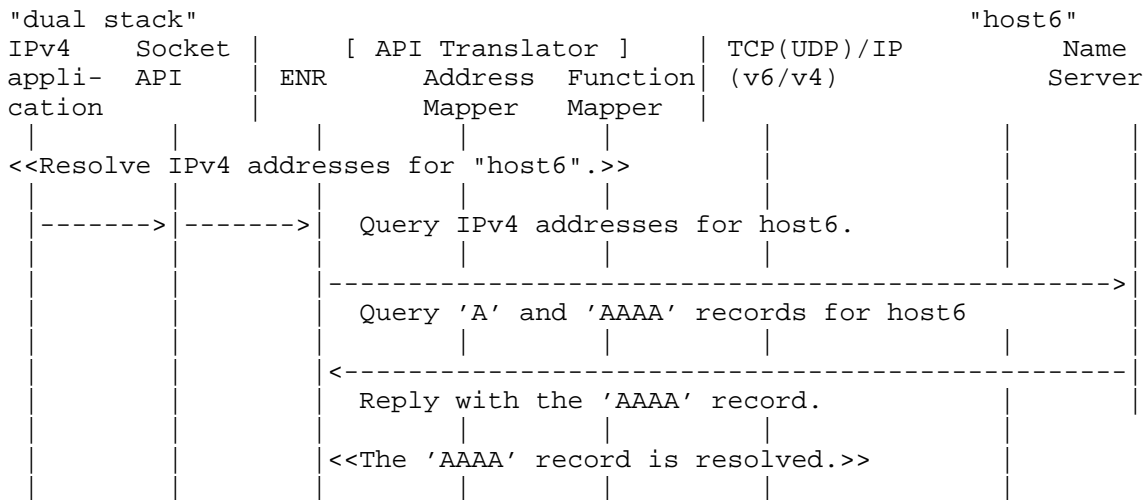 "dual stack" "host6"
IPv4 Socket | [ API Translator ] | TCP(UDP)/IP Name
appli- API | ENR Address Function| (v6/v4) Server
cation | Mapper Mapper |
| | | | | | | |
<<Resolve IPv4 addresses for "host6".>> | | |
| | | | | | | |
|------->|------->| Query IPv4 addresses for host6. | |
| | | | | | | |
| | |------------------------------------------------->|
| | | Query 'A' and 'AAAA' records for host6 |
| | | | | | | |
| | |<-------------------------------------------------|
| | | Reply with the 'AAAA' record. | |
| | | | | | |
| | |<<The 'AAAA' record is resolved.>> |
| | | | | | |